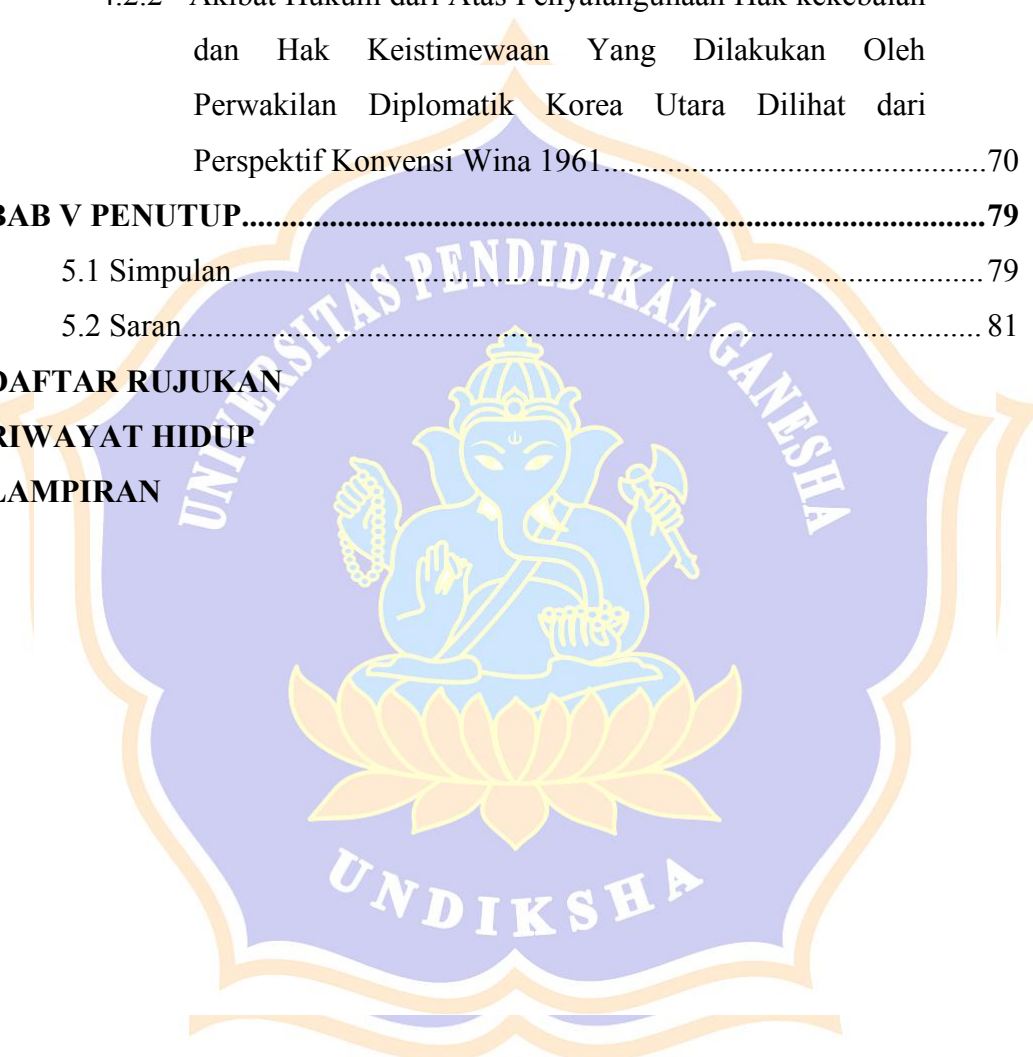 4.2.2 Akibat Hukum dari Atas Penyalahgunaan Hak kekebalan
dan Hak Keistimewaan Yang Dilakukan Oleh
Perwakilan Diplomatik Korea Utara Dilihat dari
Perspektif Konvensi Wina 1961.......................................................70
BAB V PENUTUP..............................................................................79
5.1 Simpulan.........................................................................................79
5.2 Saran...............................................................................................81
DAFTAR RUJUKAN
RIWAYAT HIDUP
LAMPIRAN
UNIVERSITAS PENDIDIKAN GANESHA
UNDIKSHA